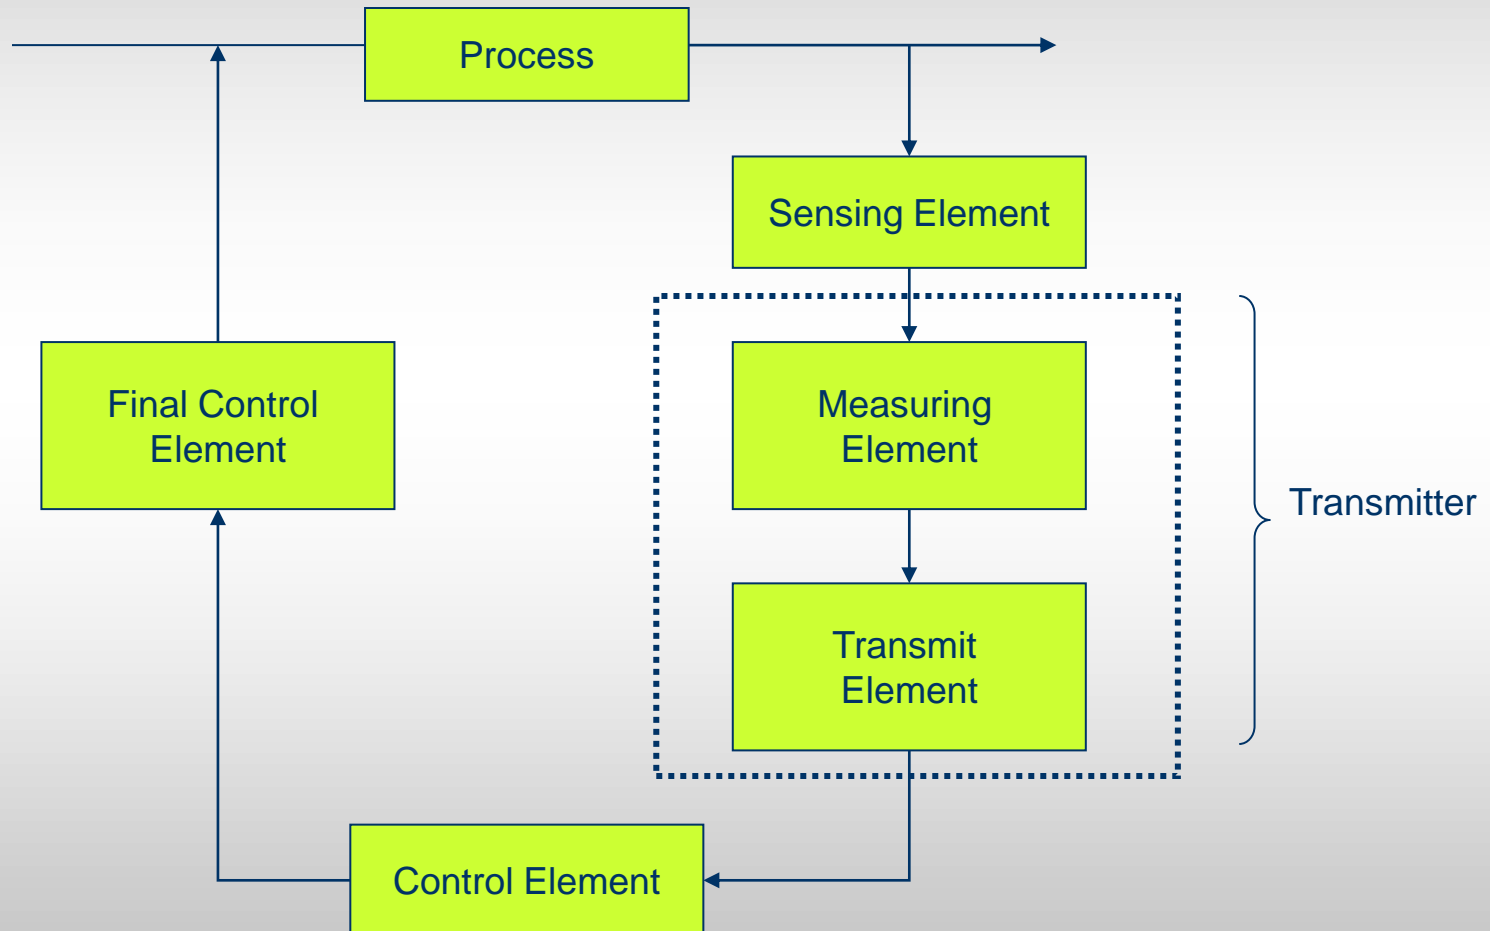 Process
Sensing Element
Final Control
Element
Measuring
Element
Transmitter
Transmit
Element
Control Element